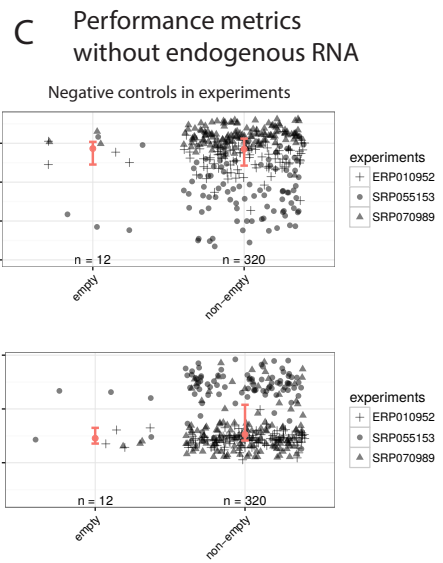 C
Performance metrics
without endogenous RNA
Negative controls in experiments
n = 12
n = 320
empty
non−empty
experiments
ERP010952
SRP055153
SRP070989
n = 12
n = 320
empty
non−empty
experiments
ERP010952
SRP055153
SRP070989